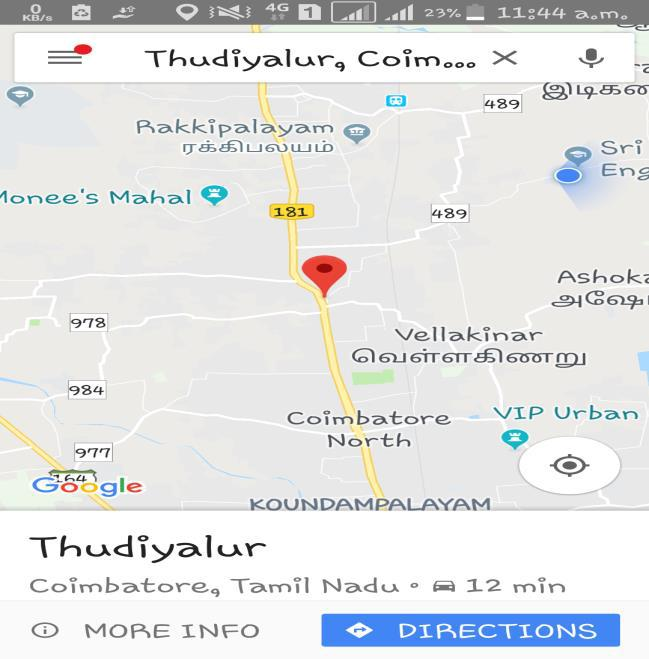 0 KB/s 4G 1 23% 11:44 a.m.
Thudiyalur, Coim...
489
இடிகை
Rakkipalayam
ரக்கிபலயம்
Sri
Eng
Monee's Mahal
181
489
Ashoka
அஷோ
978
Vellakinar
வெள்ளகிணறு
984
Coimbatore
North
VIP Urban
977
164
Google
KOUNDAMPALAYAM
Thudiyalur
Coimbatore, Tamil Nadu • 12 min
MORE INFO
DIRECTIONS